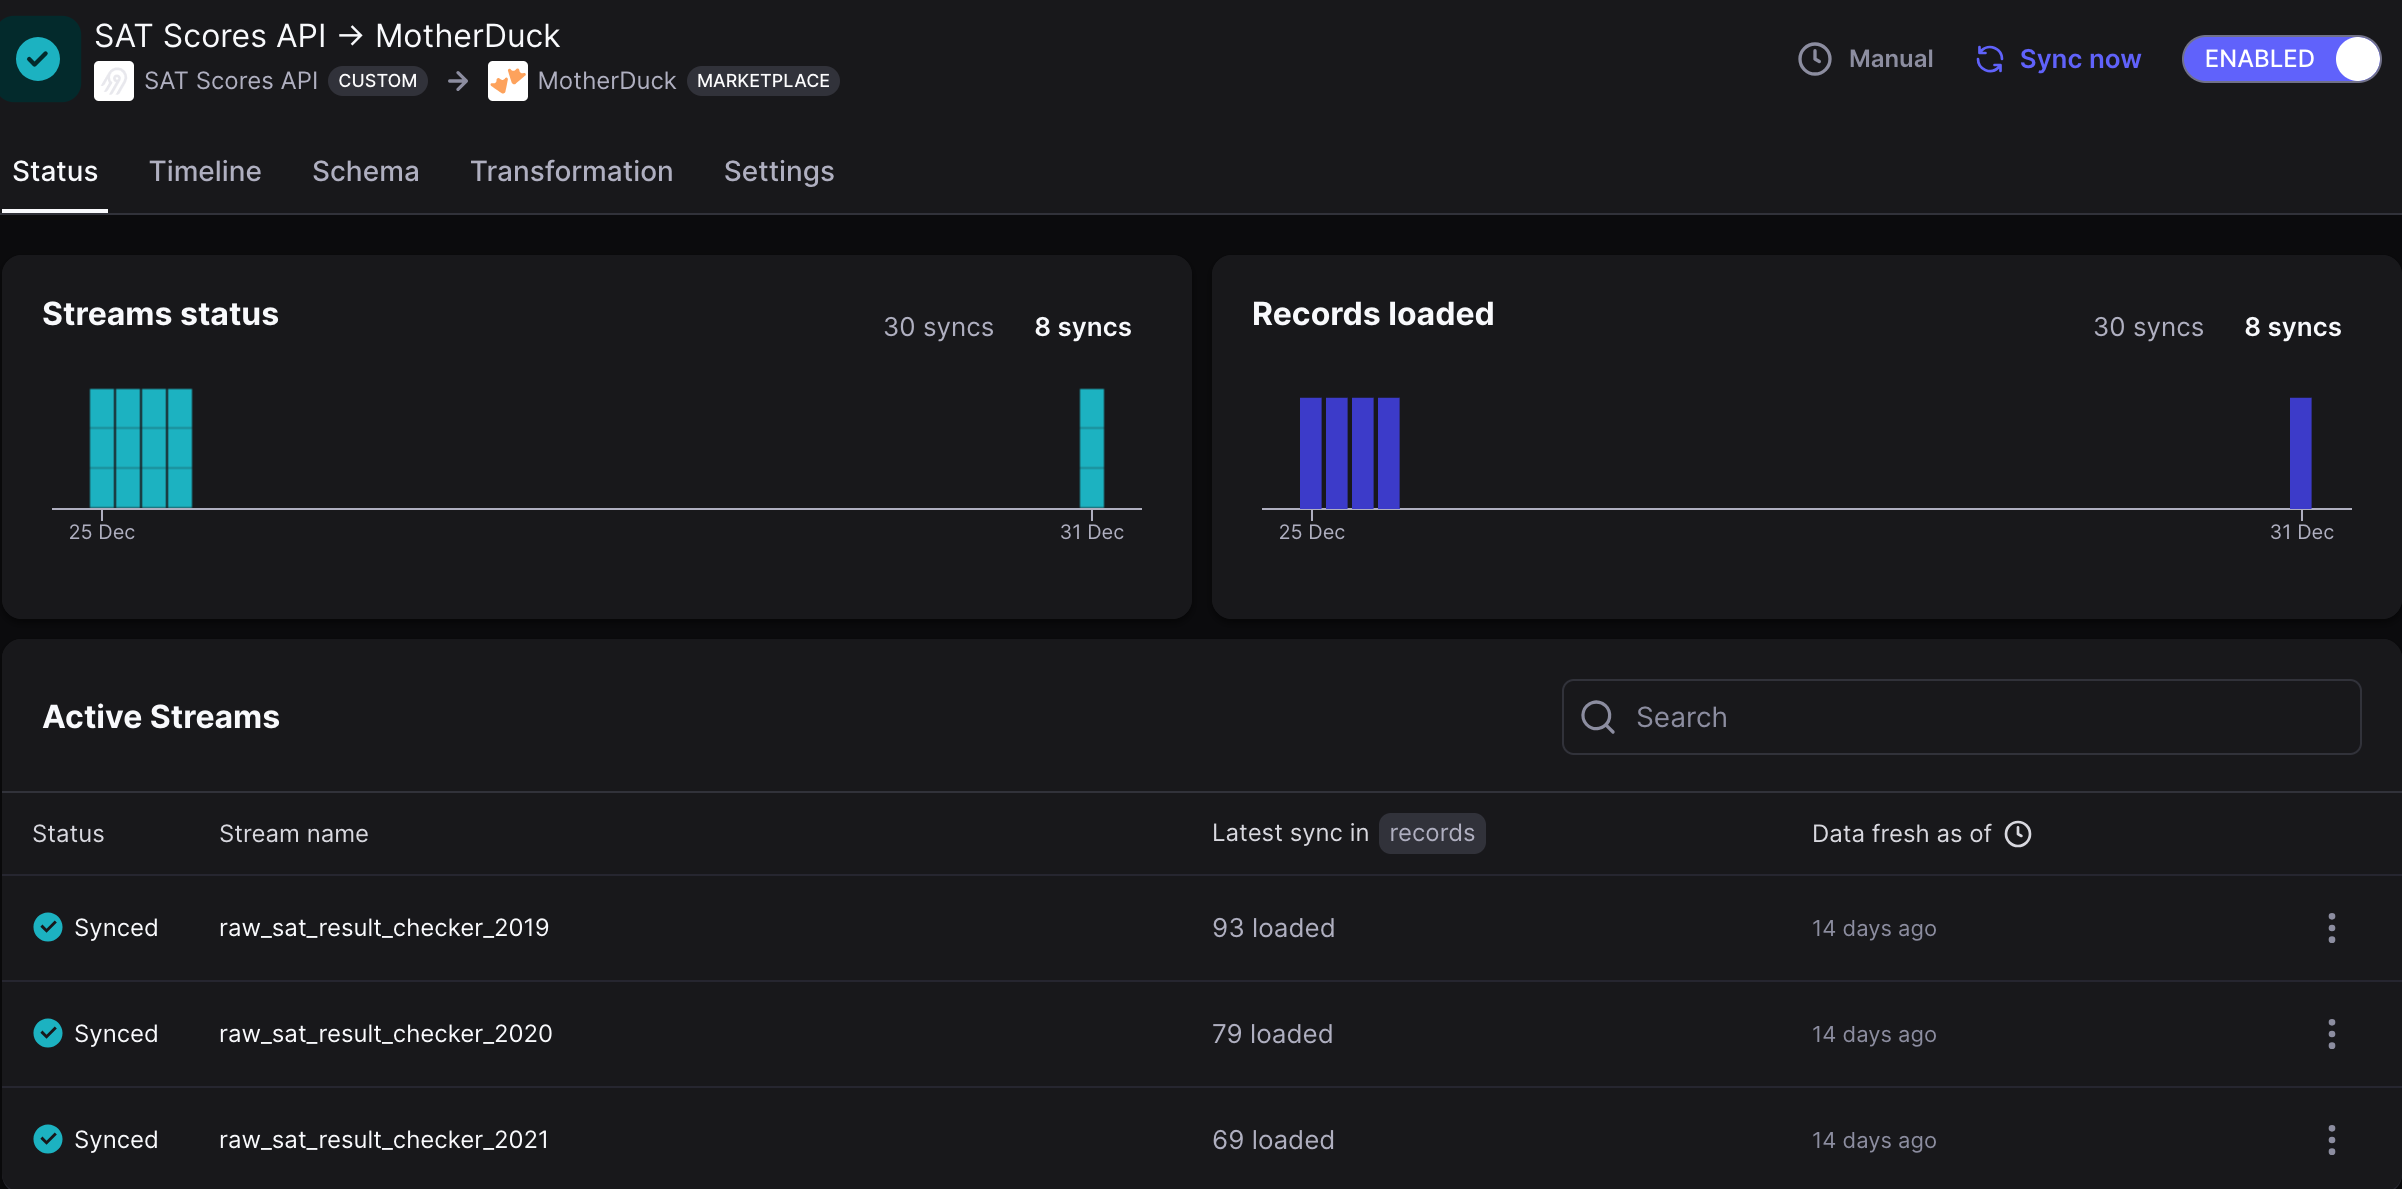 SAT Scores API → MotherDuck
SAT Scores API CUSTOM → MotherDuck MARKETPLACE
Manual Sync now ENABLED
Status Timeline Schema Transformation Settings
Streams status
30 syncs 8 syncs
25 Dec 31 Dec
Records loaded
30 syncs 8 syncs
25 Dec 31 Dec
Active Streams
Search
Status Stream name Latest sync in records Data fresh as of
Synced raw_sat_result_checker_2019 93 loaded 14 days ago
Synced raw_sat_result_checker_2020 79 loaded 14 days ago
Synced raw_sat_result_checker_2021 69 loaded 14 days ago